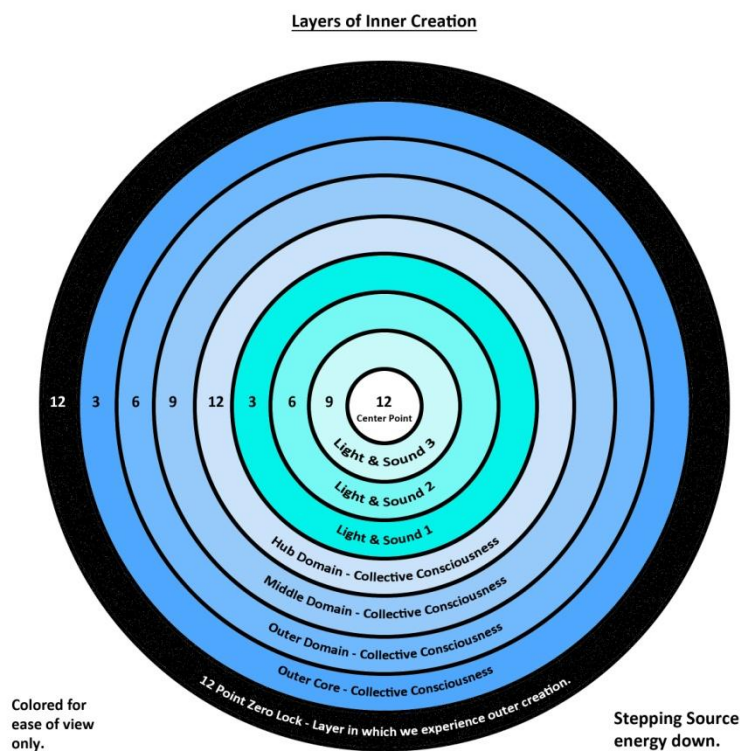 Layers of Inner Creation
12 3 6 9 12 3 6 9 12
Center Point
Light & Sound 3
Light & Sound 2
Light & Sound 1
Hub Domain - Collective Consciousness
Middle Domain - Collective Consciousness
Outer Domain - Collective Consciousness
Outer Core - Collective Consciousness
12 Point Zero Lock - Layer in which we experience outer creation.
Colored for
ease of view
only.
Stepping Source
energy down.